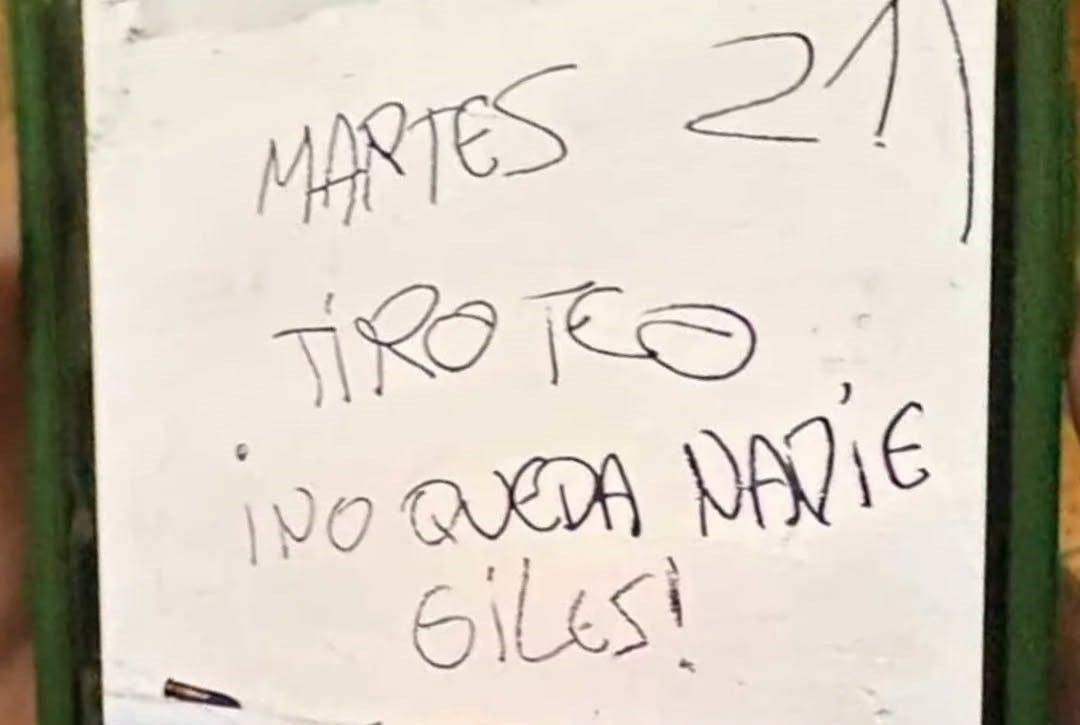 MARTES 21
TIROTEO
¡NO QUEDA NADIE
GILES!